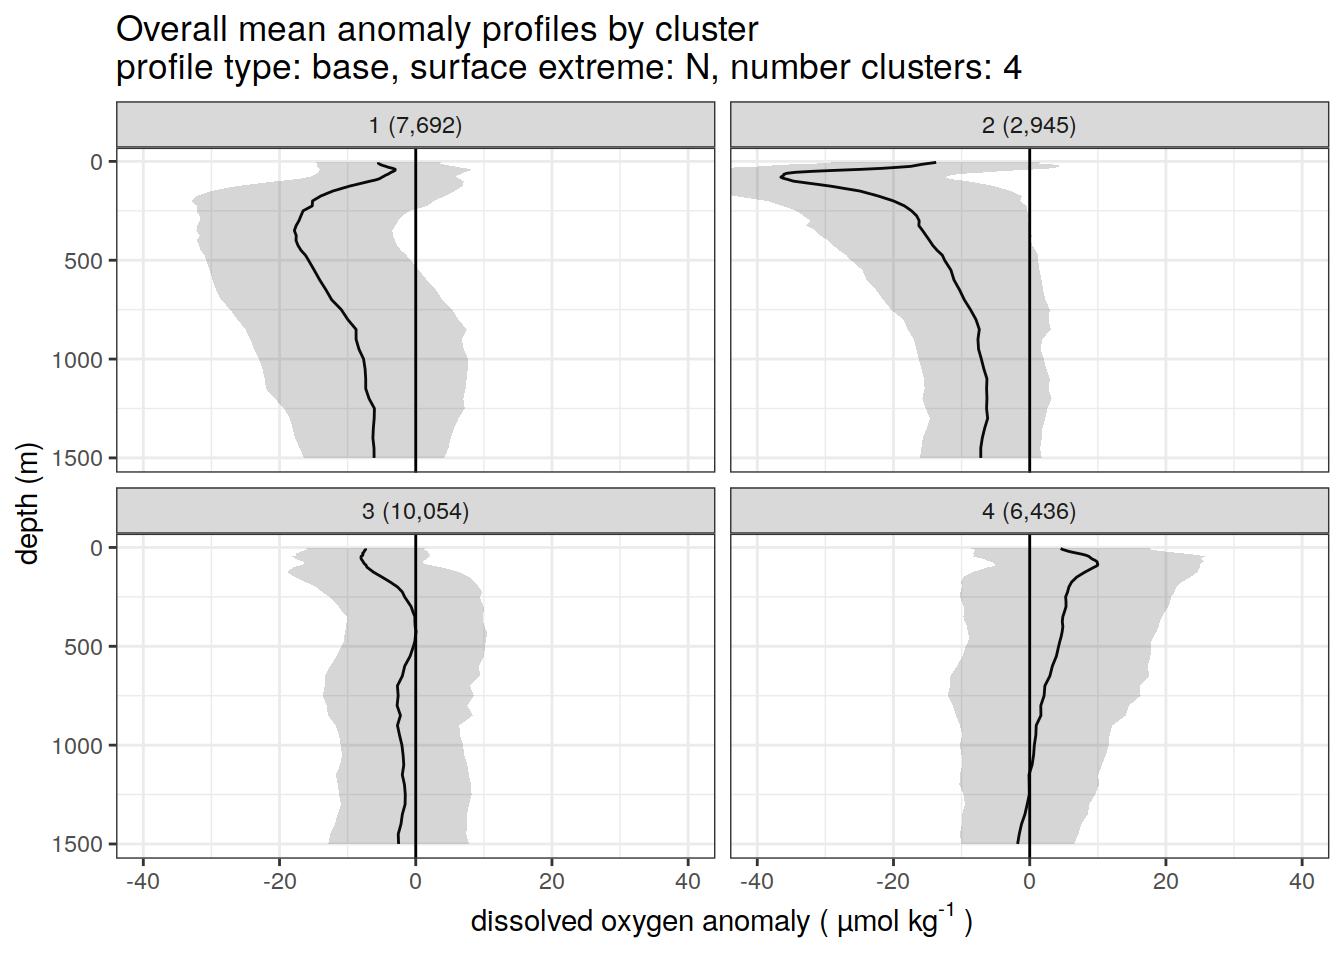 Overall mean anomaly profiles by cluster
profile type: base, surface extreme: N, number clusters: 4
1 (7,692)
2 (2,945)
0
500
1000
1500
3 (10,054)
4 (6,436)
0
500
1000
1500
depth (m)
-40 -20 0 20 40
-40 -20 0 20 40
dissolved oxygen anomaly ( µmol kg⁻¹ )